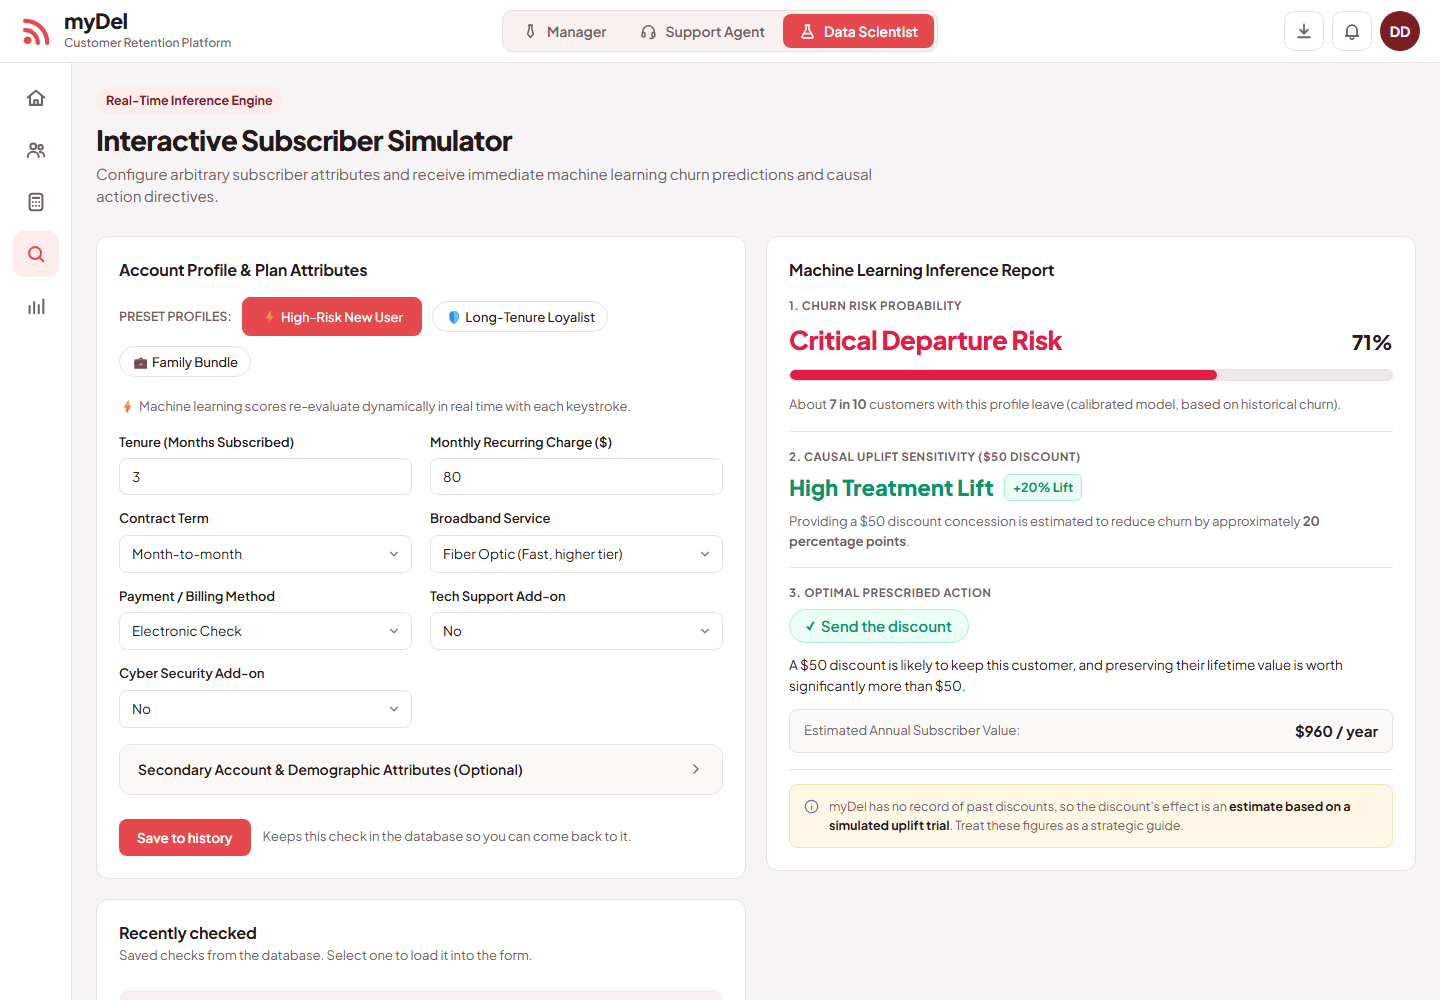 myDel
Customer Retention Platform
Manager
Support Agent
Data Scientist
DD
Real-Time Inference Engine
Interactive Subscriber Simulator
Configure arbitrary subscriber attributes and receive immediate machine learning churn predictions and causal
action directives.
Account Profile & Plan Attributes
PRESET PROFILES:
High-Risk New User
Long-Tenure Loyalist
Family Bundle
Machine learning scores re-evaluate dynamically in real time with each keystroke.
Tenure (Months Subscribed)
Monthly Recurring Charge ($)
3
80
Contract Term
Broadband Service
Month-to-month
Fiber Optic (Fast, higher tier)
Payment / Billing Method
Tech Support Add-on
Electronic Check
No
Cyber Security Add-on
No
Secondary Account & Demographic Attributes (Optional)
Save to history
Keeps this check in the database so you can come back to it.
Recently checked
Saved checks from the database. Select one to load it into the form.
Machine Learning Inference Report
1. CHURN RISK PROBABILITY
Critical Departure Risk
71%
About 7 in 10 customers with this profile leave (calibrated model, based on historical churn).
2. CAUSAL UPLIFT SENSITIVITY ($50 DISCOUNT)
High Treatment Lift
+20% Lift
Providing a $50 discount concession is estimated to reduce churn by approximately 20
percentage points.
3. OPTIMAL PRESCRIBED ACTION
✓ Send the discount
A $50 discount is likely to keep this customer, and preserving their lifetime value is worth
significantly more than $50.
Estimated Annual Subscriber Value:
$960 / year
myDel has no record of past discounts, so the discount's effect is an estimate based on a
simulated uplift trial. Treat these figures as a strategic guide.